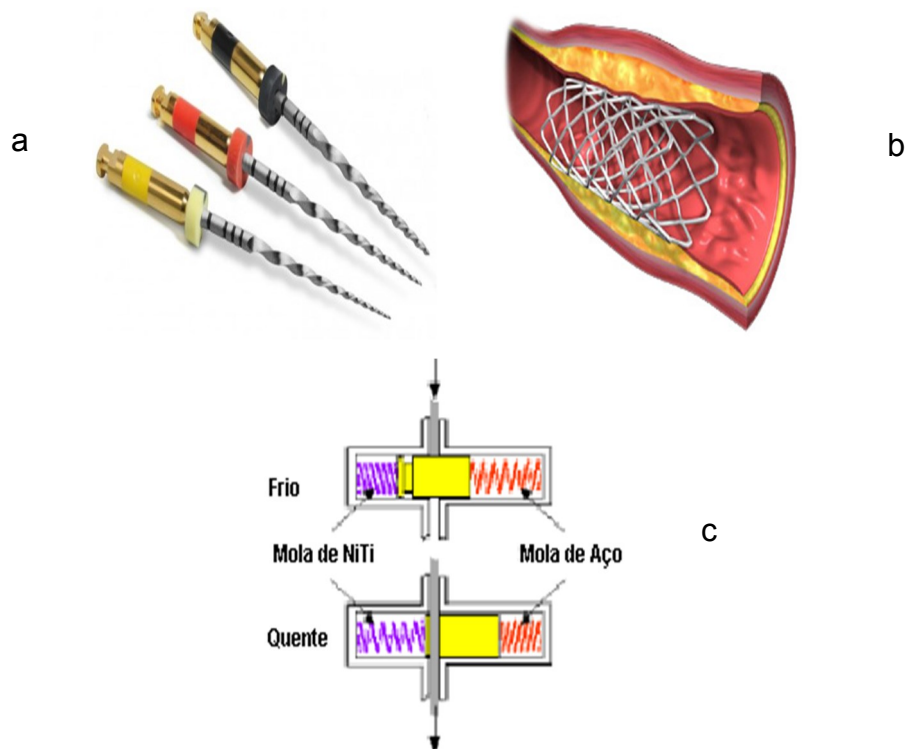 a
b
Frio
Mola de NiTi
Mola de Aço
c
Quente